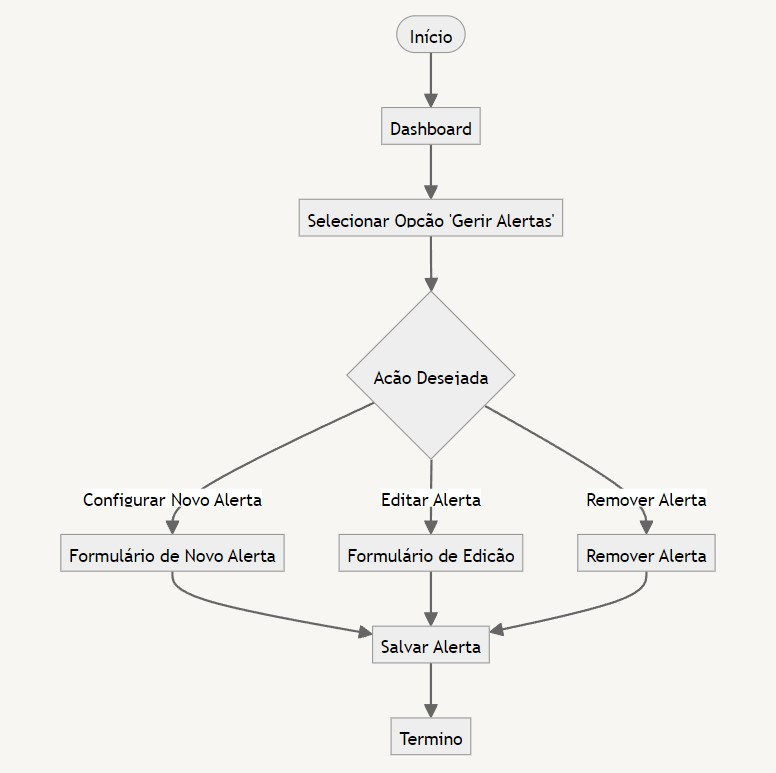 Início
Dashboard
Selecionar Opção 'Gerir Alertas'
Ação Desejada
Configurar Novo Alerta
Editar Alerta
Remover Alerta
Formulário de Novo Alerta
Formulário de Edição
Remover Alerta
Salvar Alerta
Termino